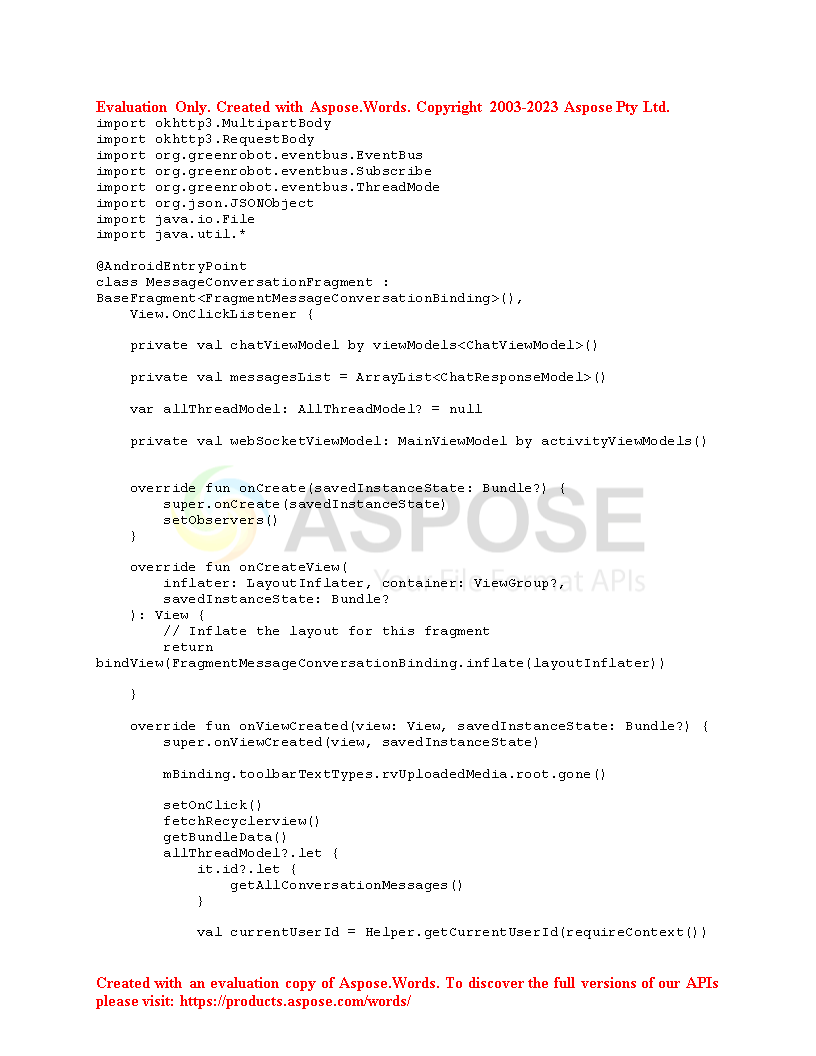 Evaluation Only. Created with Aspose.Words. Copyright 2003-2023 Aspose Pty Ltd.
import okhttp3.MultipartBody
import okhttp3.RequestBody
import org.greenrobot.eventbus.EventBus
import org.greenrobot.eventbus.Subscribe
import org.greenrobot.eventbus.ThreadMode
import org.json.JSONObject
import java.io.File
import java.util.*

@AndroidEntryPoint
class MessageConversationFragment :
BaseFragment<FragmentMessageConversationBinding>(),
    View.OnClickListener {

    private val chatViewModel by viewModels<ChatViewModel>()

    private val messagesList = ArrayList<ChatResponseModel>()

    var allThreadModel: AllThreadModel? = null

    private val webSocketViewModel: MainViewModel by activityViewModels()


    override fun onCreate(savedInstanceState: Bundle?) {
        super.onCreate(savedInstanceState)
        setObservers()
    }
ASPOSE
Your File Format APIs

    override fun onCreateView(
        inflater: LayoutInflater, container: ViewGroup?,
        savedInstanceState: Bundle?
    ): View {
        // Inflate the layout for this fragment
        return
bindView(FragmentMessageConversationBinding.inflate(layoutInflater))

    }

    override fun onViewCreated(view: View, savedInstanceState: Bundle?) {
        super.onViewCreated(view, savedInstanceState)

        mBinding.toolbarTextTypes.rvUploadedMedia.root.gone()

        setOnClick()
        fetchRecyclerview()
        getBundleData()
        allThreadModel?.let {
            it.id?.let {
                getAllConversationMessages()
            }

            val currentUserId = Helper.getCurrentUserId(requireContext())

Created with an evaluation copy of Aspose.Words. To discover the full versions of our APIs
please visit: https://products.aspose.com/words/